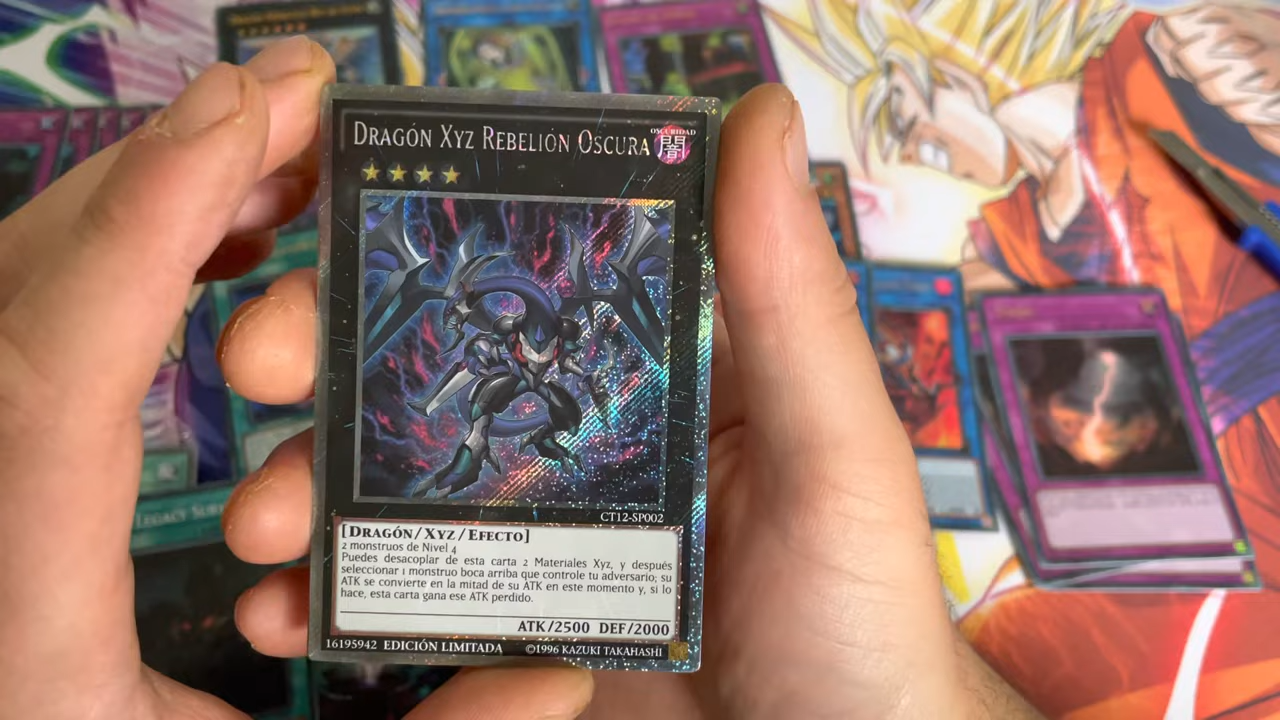 DRAGÓN XYZ REBELIÓN OSCURA
OSCURIDAD
闇
CT12-SP002
[DRAGÓN/XYZ/EFECTO]
2 monstruos de Nivel 4
Puedes desacoplar de esta carta 2 Materiales Xyz, y después
seleccionar 1 monstruo boca arriba que controle tu adversario; su
ATK se convierte en la mitad de su ATK en este momento y, si lo
hace, esta carta gana ese ATK perdido.
ATK/2500 DEF/2000
16195942 EDICIÓN LIMITADA ©1996 KAZUKI TAKAHASHI
LEGACY